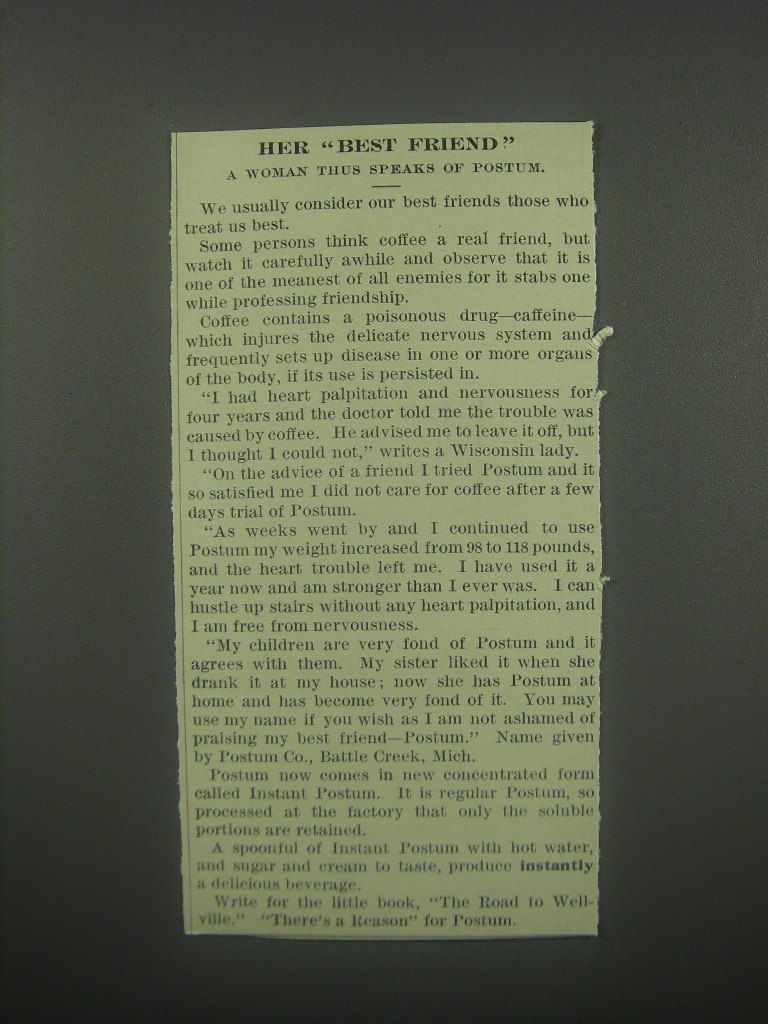 HER "BEST FRIEND"
A WOMAN THUS SPEAKS OF POSTUM.
We usually consider our best friends those who
treat us best.
Some persons think coffee a real friend, but
watch it carefully awhile and observe that it is
one of the meanest of all enemies for it stabs one
while professing friendship.
Coffee contains a poisonous drug—caffeine—
which injures the delicate nervous system and
frequently sets up disease in one or more organs
of the body, if its use is persisted in.
"I had heart palpitation and nervousness for
four years and the doctor told me the trouble was
caused by coffee. He advised me to leave it off, but
I thought I could not," writes a Wisconsin lady.
"On the advice of a friend I tried Postum and it
so satisfied me I did not care for coffee after a few
days trial of Postum.
"As weeks went by and I continued to use
Postum my weight increased from 98 to 118 pounds,
and the heart trouble left me. I have used it a
year now and am stronger than I ever was. I can
hustle up stairs without any heart palpitation, and
I am free from nervousness.
"My children are very fond of Postum and it
agrees with them. My sister liked it when she
drank it at my house; now she has Postum at
home and has become very fond of it. You may
use my name if you wish as I am not ashamed of
praising my best friend—Postum." Name given
by Postum Co., Battle Creek, Mich.
Postum now comes in new concentrated form
called Instant Postum. It is regular Postum, so
processed at the factory that only the soluble
portions are retained.
A spoonful of Instant Postum with hot water,
and sugar and cream to taste, produce instantly
a delicious beverage.
Write for the little book, "The Road to Well-
ville." "There's a Reason" for Postum.